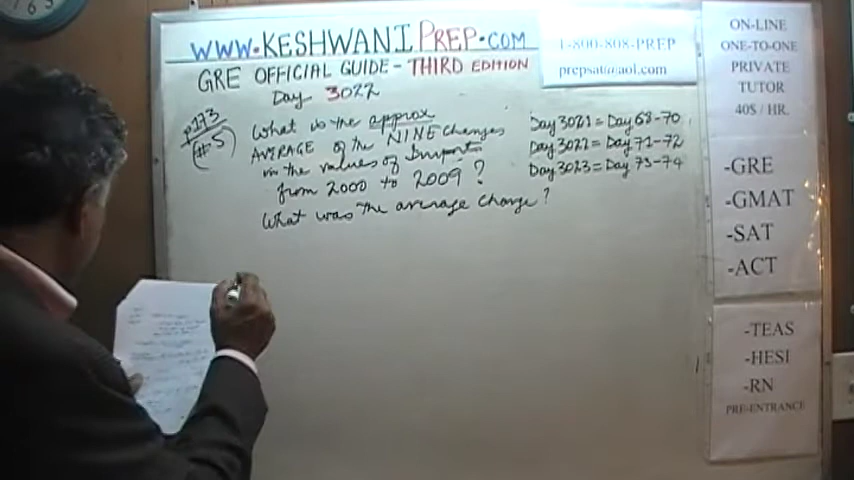 WWW.KESHWANIPREP.COM
GRE OFFICIAL GUIDE - THIRD EDITION
Day 3022
p173
(#5)
What is the approx
AVERAGE of the NINE changes
in the values of Imports
from 2000 to 2009?
What was the average change?
Day 3021 = Day 68-70
Day 3022 = Day 71-72
Day 3023 = Day 73-74
1-800-808-PREP
prepsat@aol.com
ON-LINE
ONE-TO-ONE
PRIVATE
TUTOR
40$ / HR.
-GRE
-GMAT
-SAT
-ACT
-TEAS
-HESI
-RN
PRE-ENTRANCE